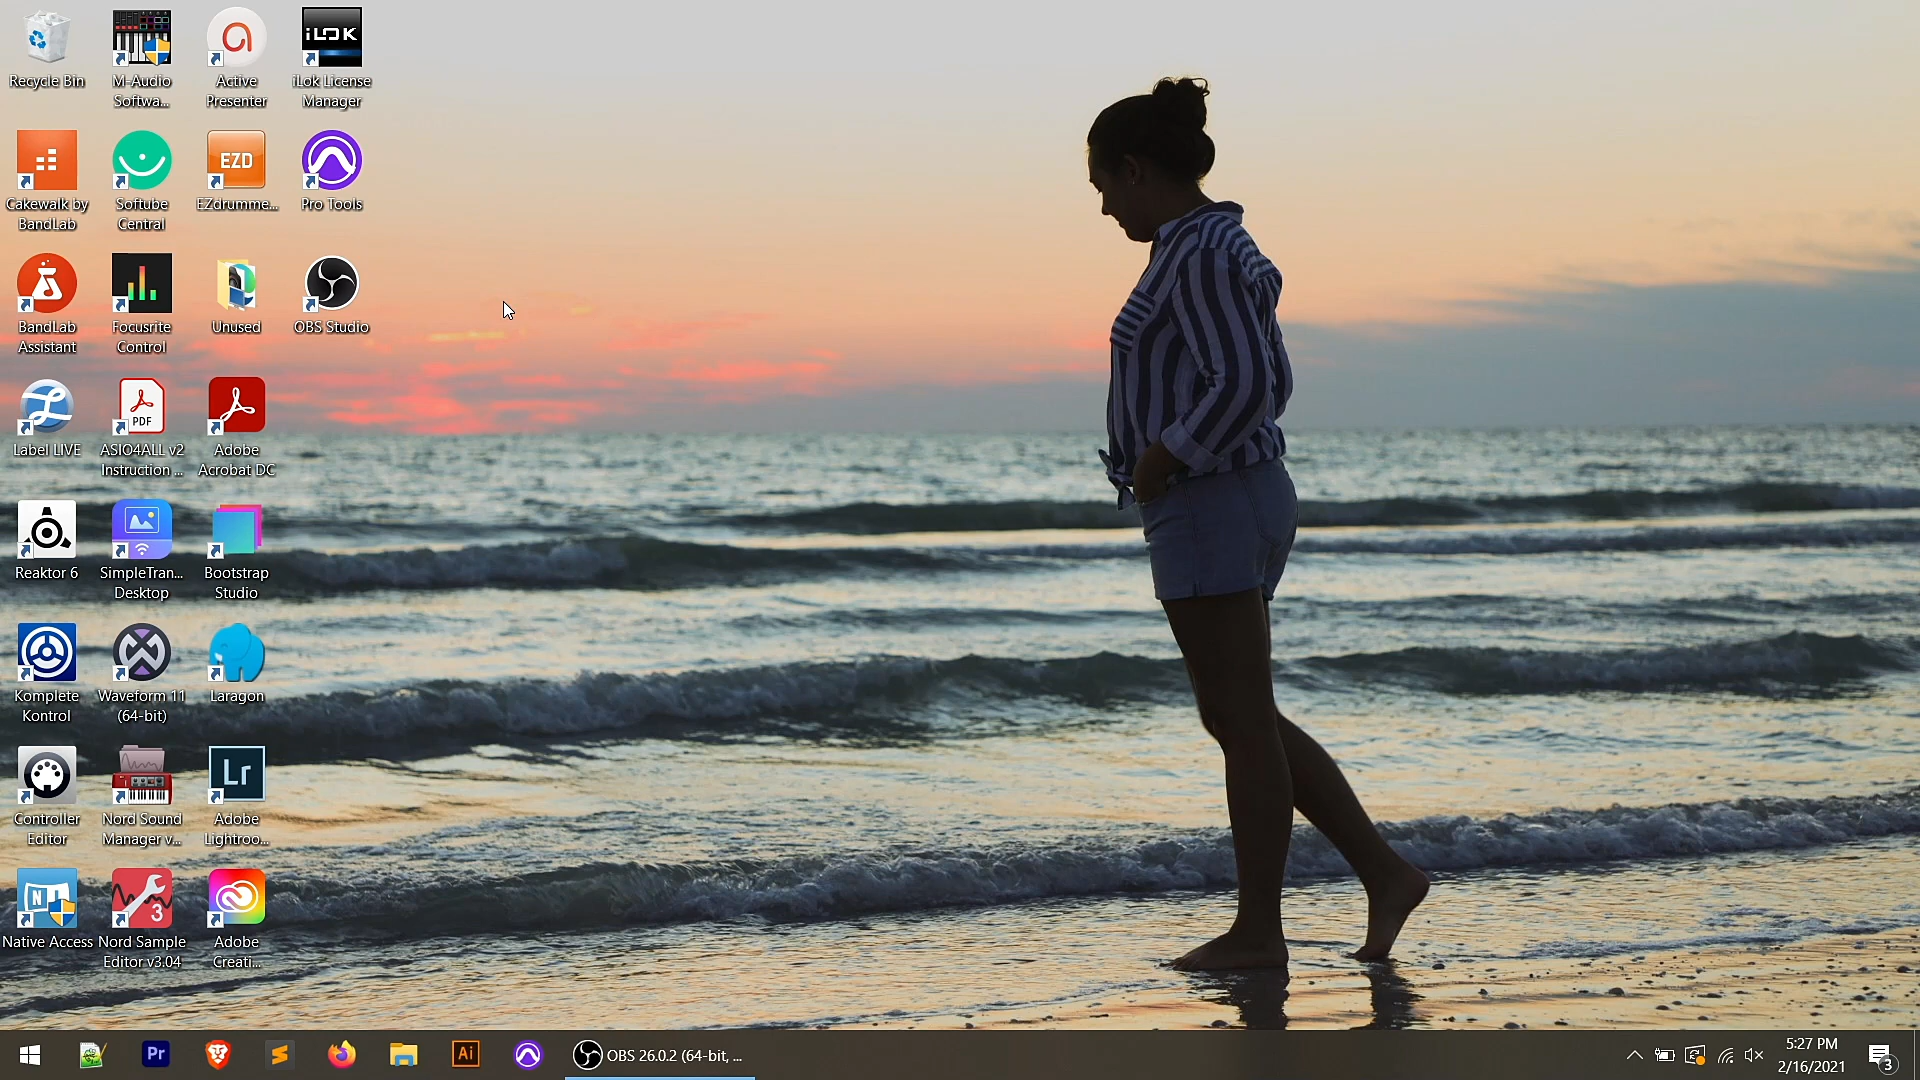 Recycle Bin
M-Audio
Softwa...
Active
Presenter
iLOK
iLok License
Manager
Cakewalk by
BandLab
Softube
Central
EZD
EZdrumme...
Pro Tools
BandLab
Assistant
Focusrite
Control
Unused
OBS Studio
Label LIVE
PDF
ASIO4ALL v2
Instruction ...
Adobe
Acrobat DC
Reaktor 6
SimpleTran...
Desktop
Bootstrap
Studio
Komplete
Kontrol
Waveform 11
(64-bit)
Laragon
Controller
Editor
Nord Sound
Manager v...
Lr
Adobe
Lightroo...
N
Native Access
3
Nord Sample
Editor v3.04
Adobe
Creati...
Pr
Ai
OBS 26.0.2 (64-bit, ...
5:27 PM
2/16/2021
3